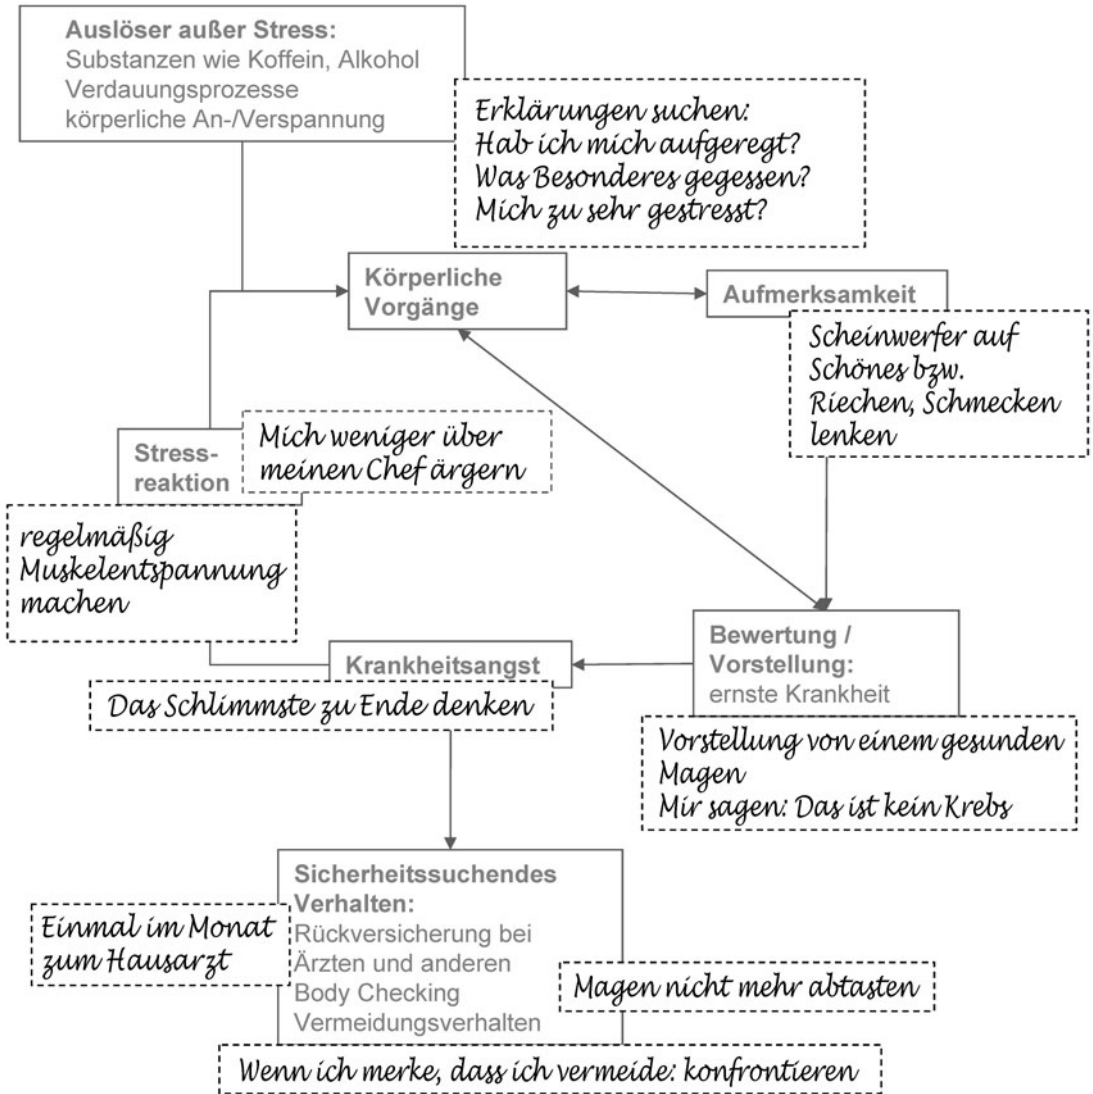 Auslöser außer Stress:
Substanzen wie Koffein, Alkohol
Verdauungsprozesse
körperliche An-/Verspannung
Erklärungen suchen:
Hab ich mich aufgeregt?
Was Besonderes gegessen?
Mich zu sehr gestresst?
Körperliche
Vorgänge
Aufmerksamkeit
Scheinwerfer auf
Schönes bzw.
Riechen, Schmecken
lenken
Stress-
reaktion
Mich weniger über
meinen Chef ärgern
regelmäßig
Muskelentspannung
machen
Bewertung /
Vorstellung:
ernste Krankheit
Krankheitsangst
Das Schlimmste zu Ende denken
Vorstellung von einem gesunden
Magen
Mir sagen: Das ist kein Krebs
Sicherheitssuchendes
Verhalten:
Rückversicherung bei
Ärzten und anderen
Body Checking
Vermeidungsverhalten
Einmal im Monat
zum Hausarzt
Magen nicht mehr abtasten
Wenn ich merke, dass ich vermeide: konfrontieren